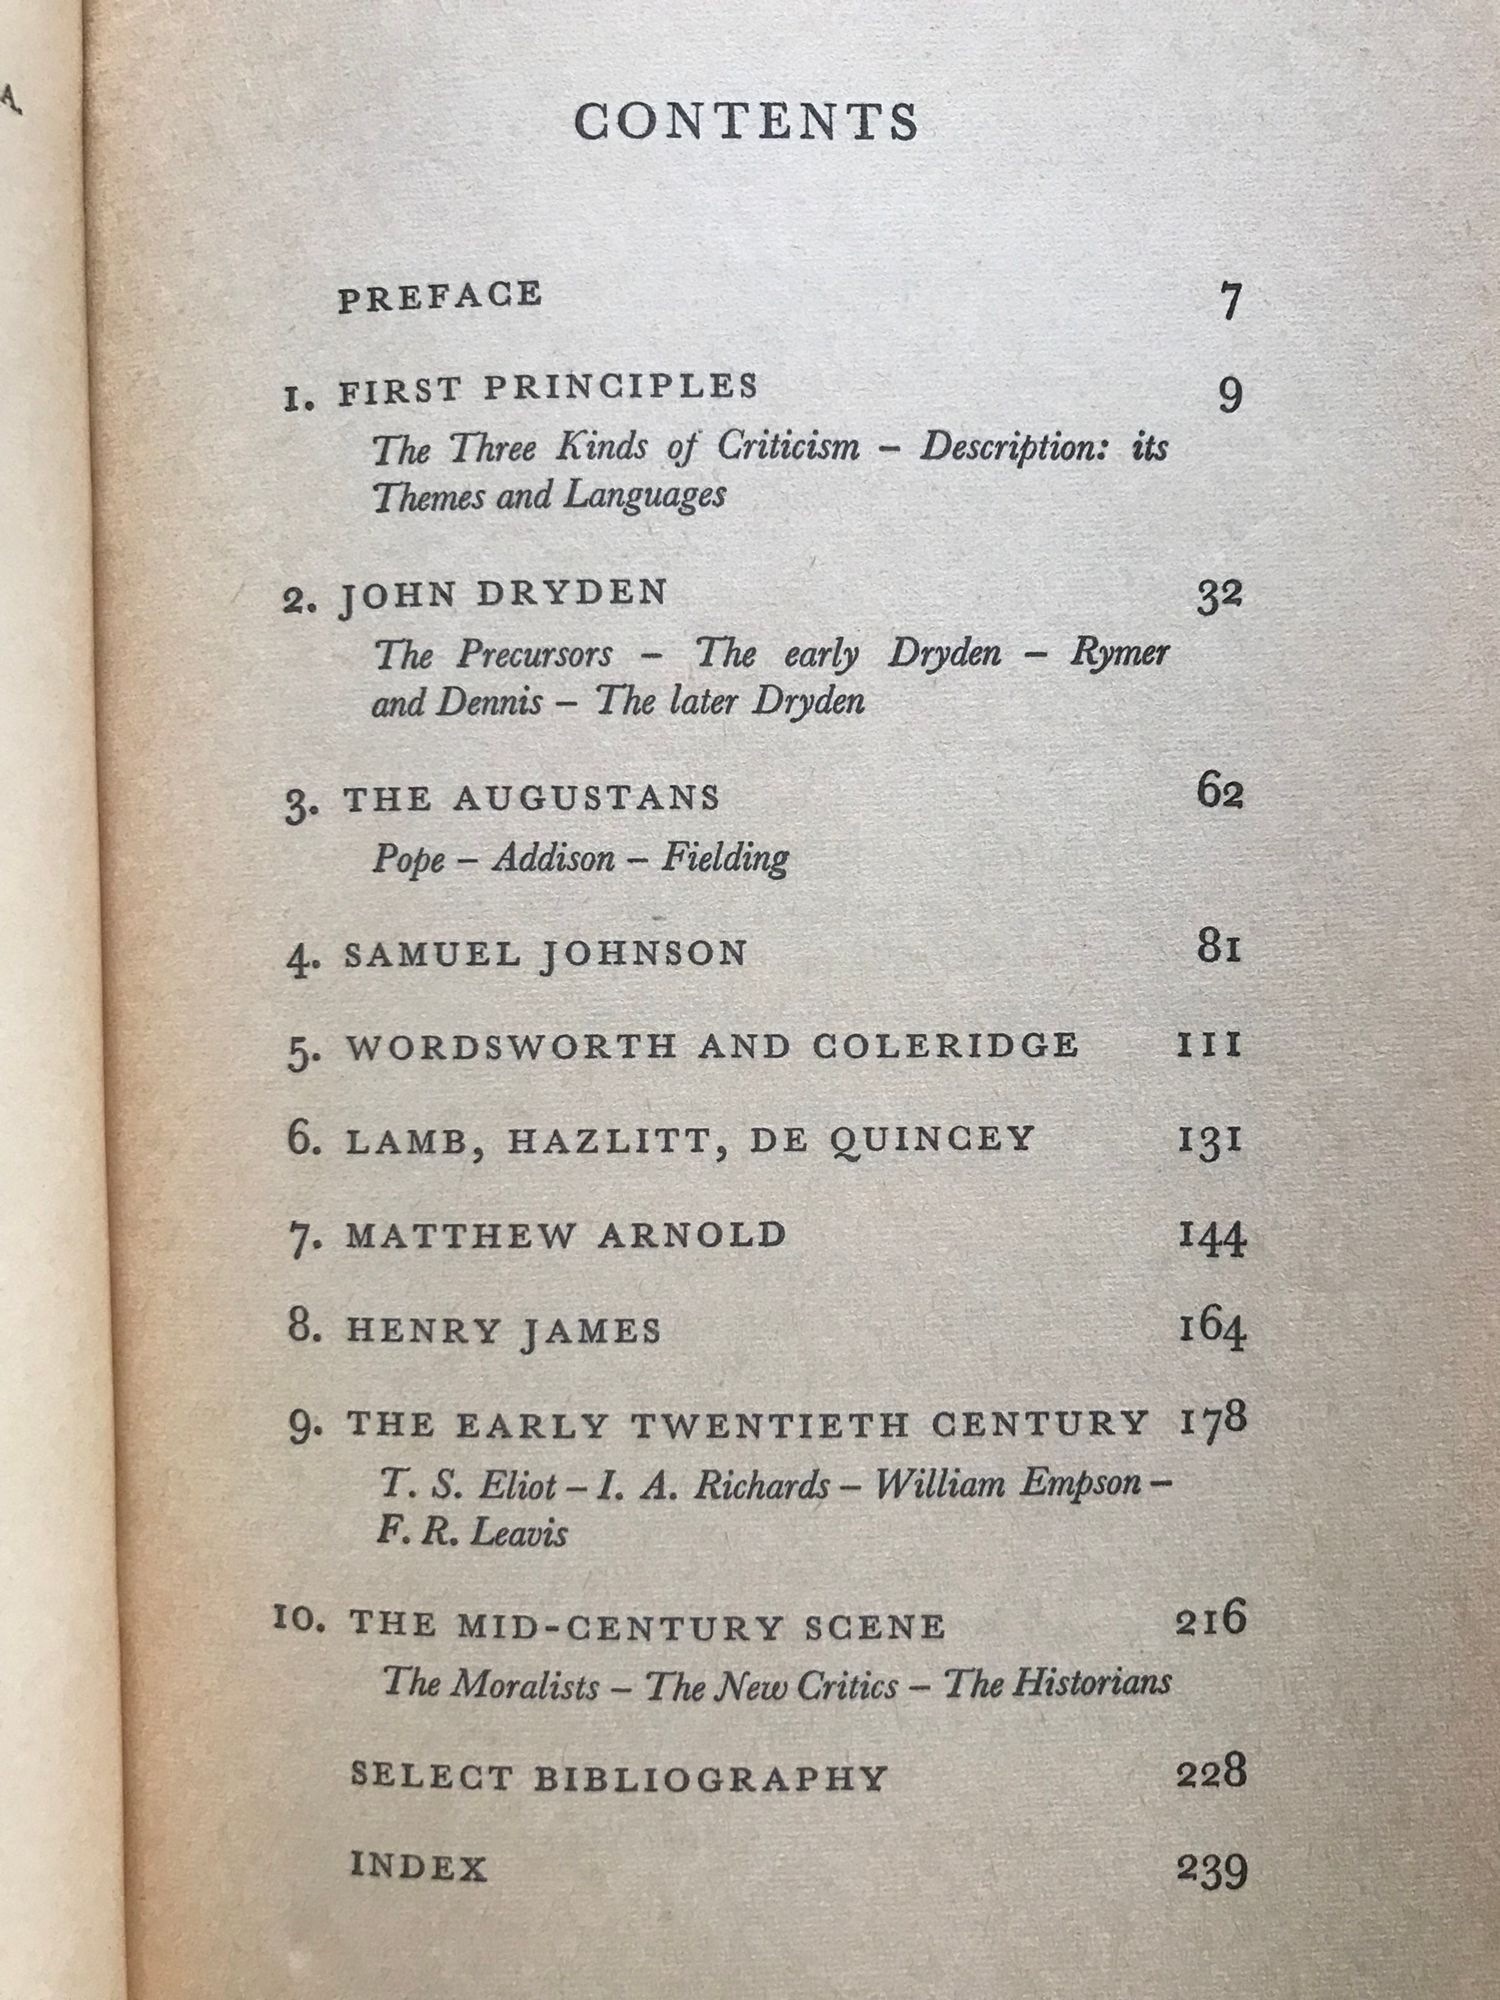 A.
CONTENTS
PREFACE 7
1. FIRST PRINCIPLES 9
The Three Kinds of Criticism – Description: its
Themes and Languages
2. JOHN DRYDEN 32
The Precursors – The early Dryden – Rymer
and Dennis – The later Dryden
3. THE AUGUSTANS 62
Pope – Addison – Fielding
4. SAMUEL JOHNSON 81
5. WORDSWORTH AND COLERIDGE 111
6. LAMB, HAZLITT, DE QUINCEY 131
7. MATTHEW ARNOLD 144
8. HENRY JAMES 164
9. THE EARLY TWENTIETH CENTURY 178
T. S. Eliot – I. A. Richards – William Empson –
F. R. Leavis
10. THE MID-CENTURY SCENE 216
The Moralists – The New Critics – The Historians
SELECT BIBLIOGRAPHY 228
INDEX 239